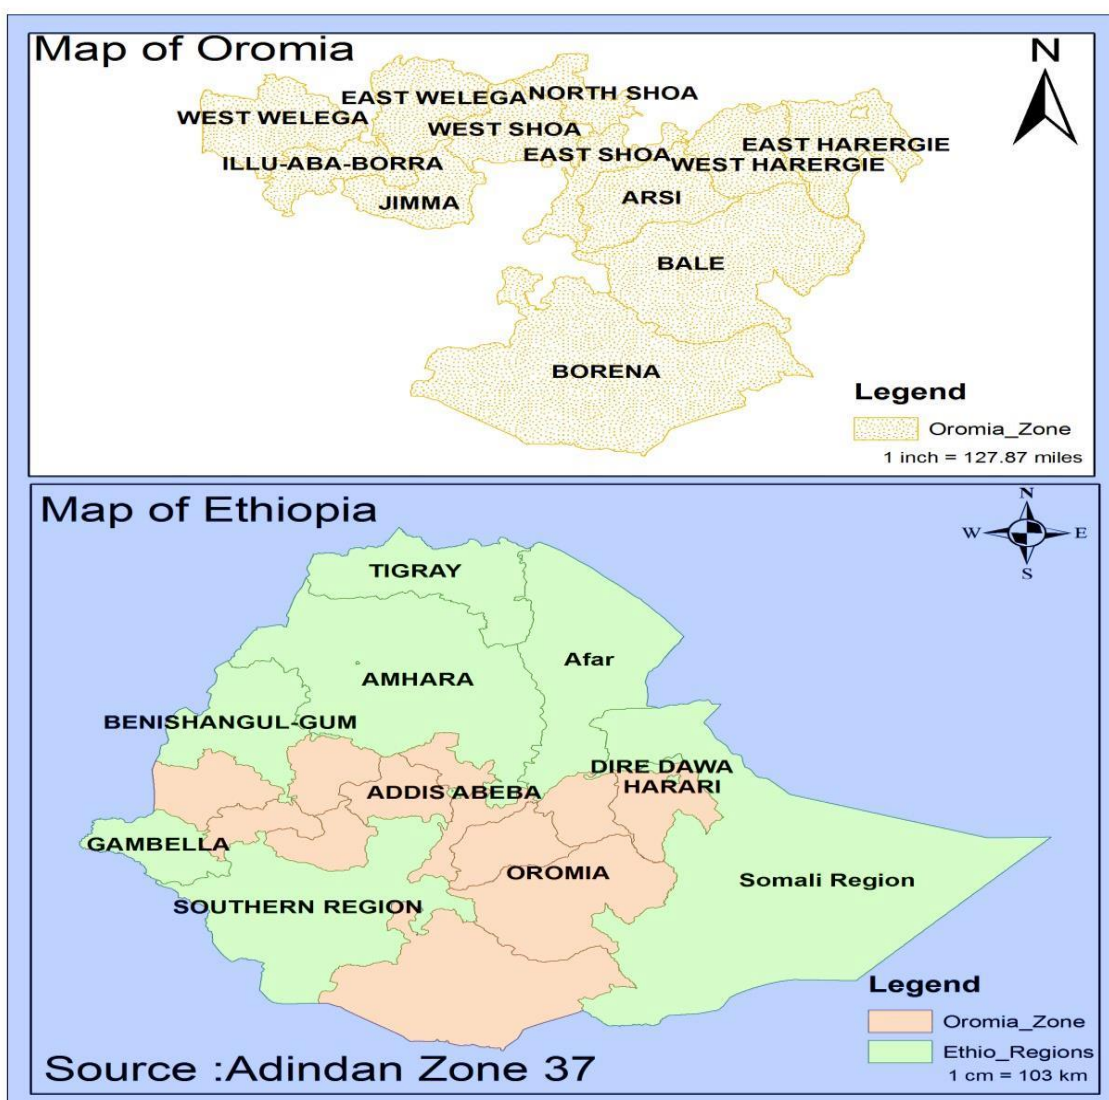 Map of Oromia
N
EAST WELEGA
NORTH SHOA
WEST WELEGA
WEST SHOA
EAST SHOA
EAST HARERGIE
ILLU-ABA-BORRA
WEST HARERGIE
JIMMA
ARSI
BALE
BORENA
Legend
Oromia_Zone
1 inch = 127.87 miles
Map of Ethiopia
N
W
E
S
TIGRAY
Afar
AMHARA
BENISHANGUL-GUM
DIRE DAWA
HARARI
ADDIS ABEBA
GAMBELLA
OROMIA
Somali Region
SOUTHERN REGION
Legend
Oromia_Zone
Ethio_Regions
1 cm = 103 km
Source :Adindan Zone 37